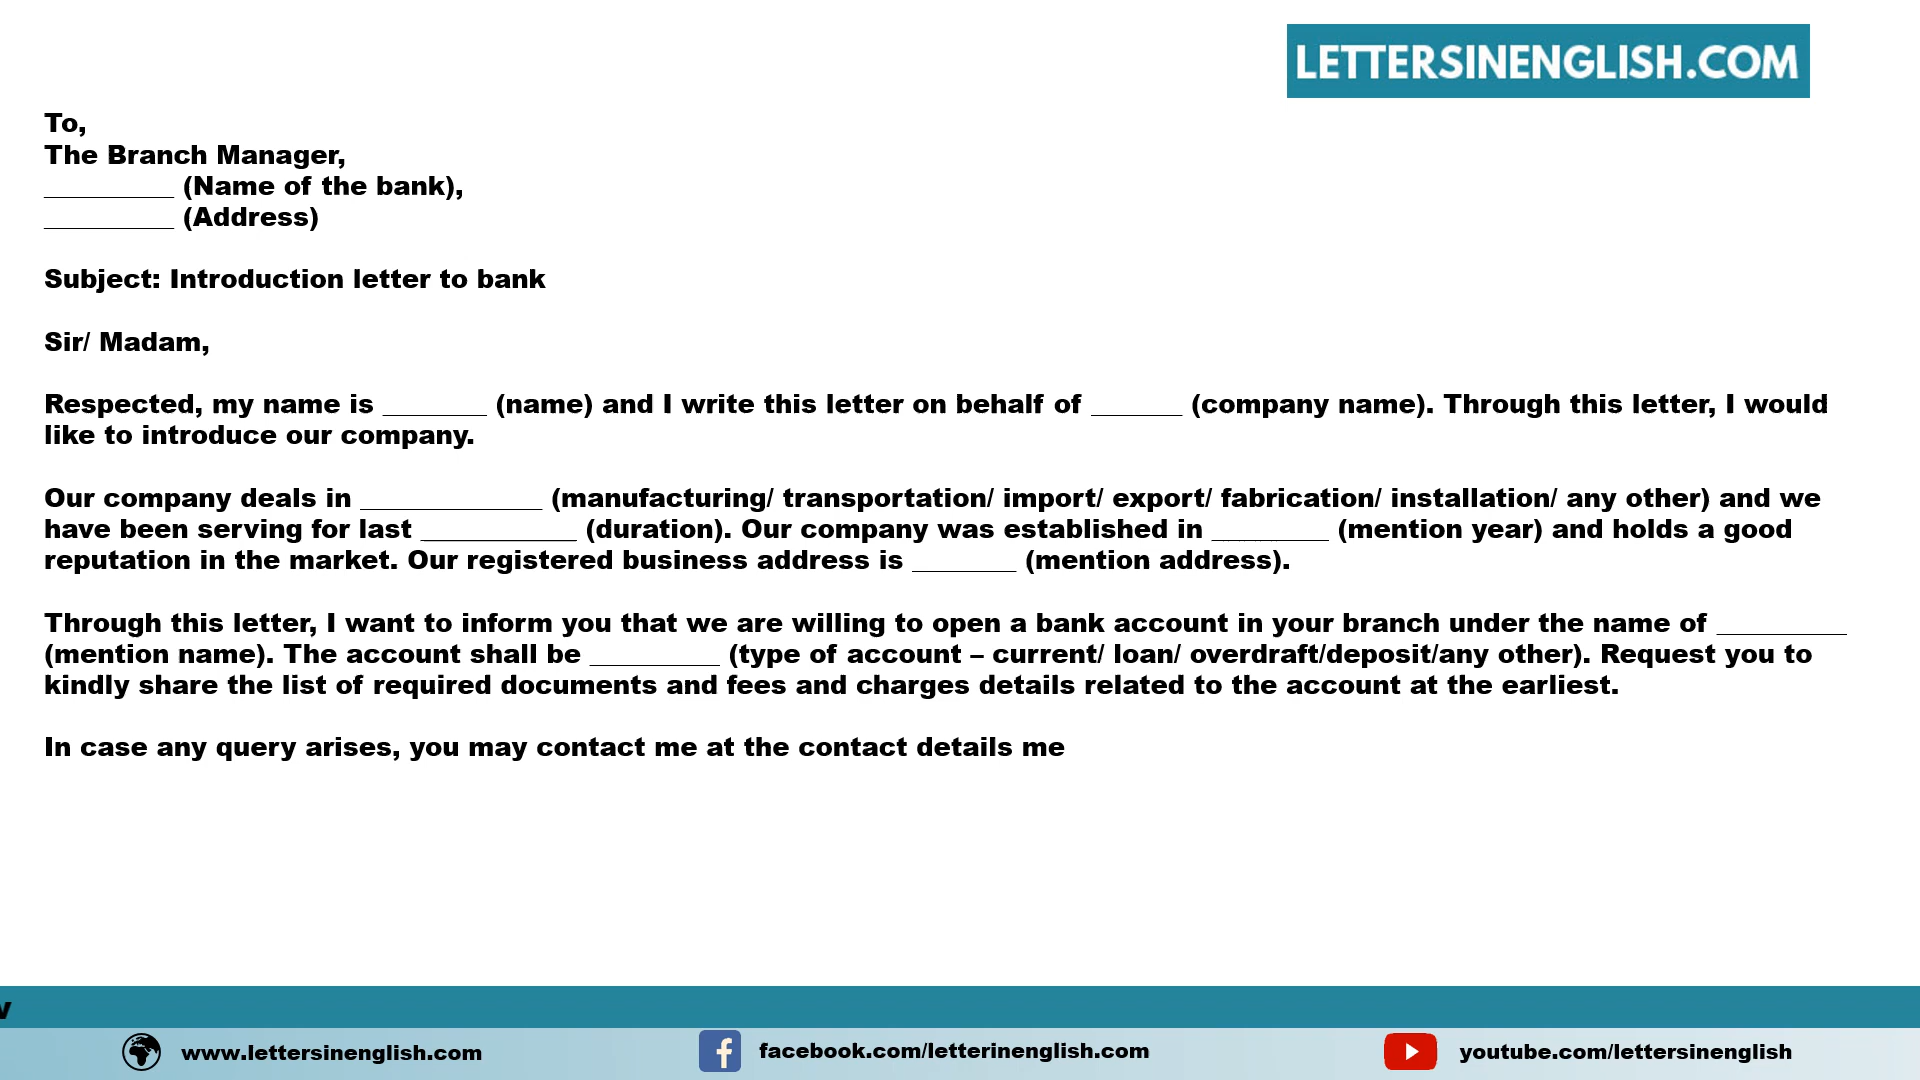 LETTERSINENGLISH.COM
To,
The Branch Manager,
__________ (Name of the bank),
__________ (Address)
Subject: Introduction letter to bank
Sir/ Madam,
Respected, my name is ________ (name) and I write this letter on behalf of _______ (company name). Through this letter, I would
like to introduce our company.
Our company deals in ______________ (manufacturing/ transportation/ import/ export/ fabrication/ installation/ any other) and we
have been serving for last ____________ (duration). Our company was established in _________ (mention year) and holds a good
reputation in the market. Our registered business address is ________ (mention address).
Through this letter, I want to inform you that we are willing to open a bank account in your branch under the name of __________
(mention name). The account shall be __________ (type of account – current/ loan/ overdraft/deposit/any other). Request you to
kindly share the list of required documents and fees and charges details related to the account at the earliest.
In case any query arises, you may contact me at the contact details me
www.lettersinenglish.com
facebook.com/letterinenglish.com
youtube.com/lettersinenglish